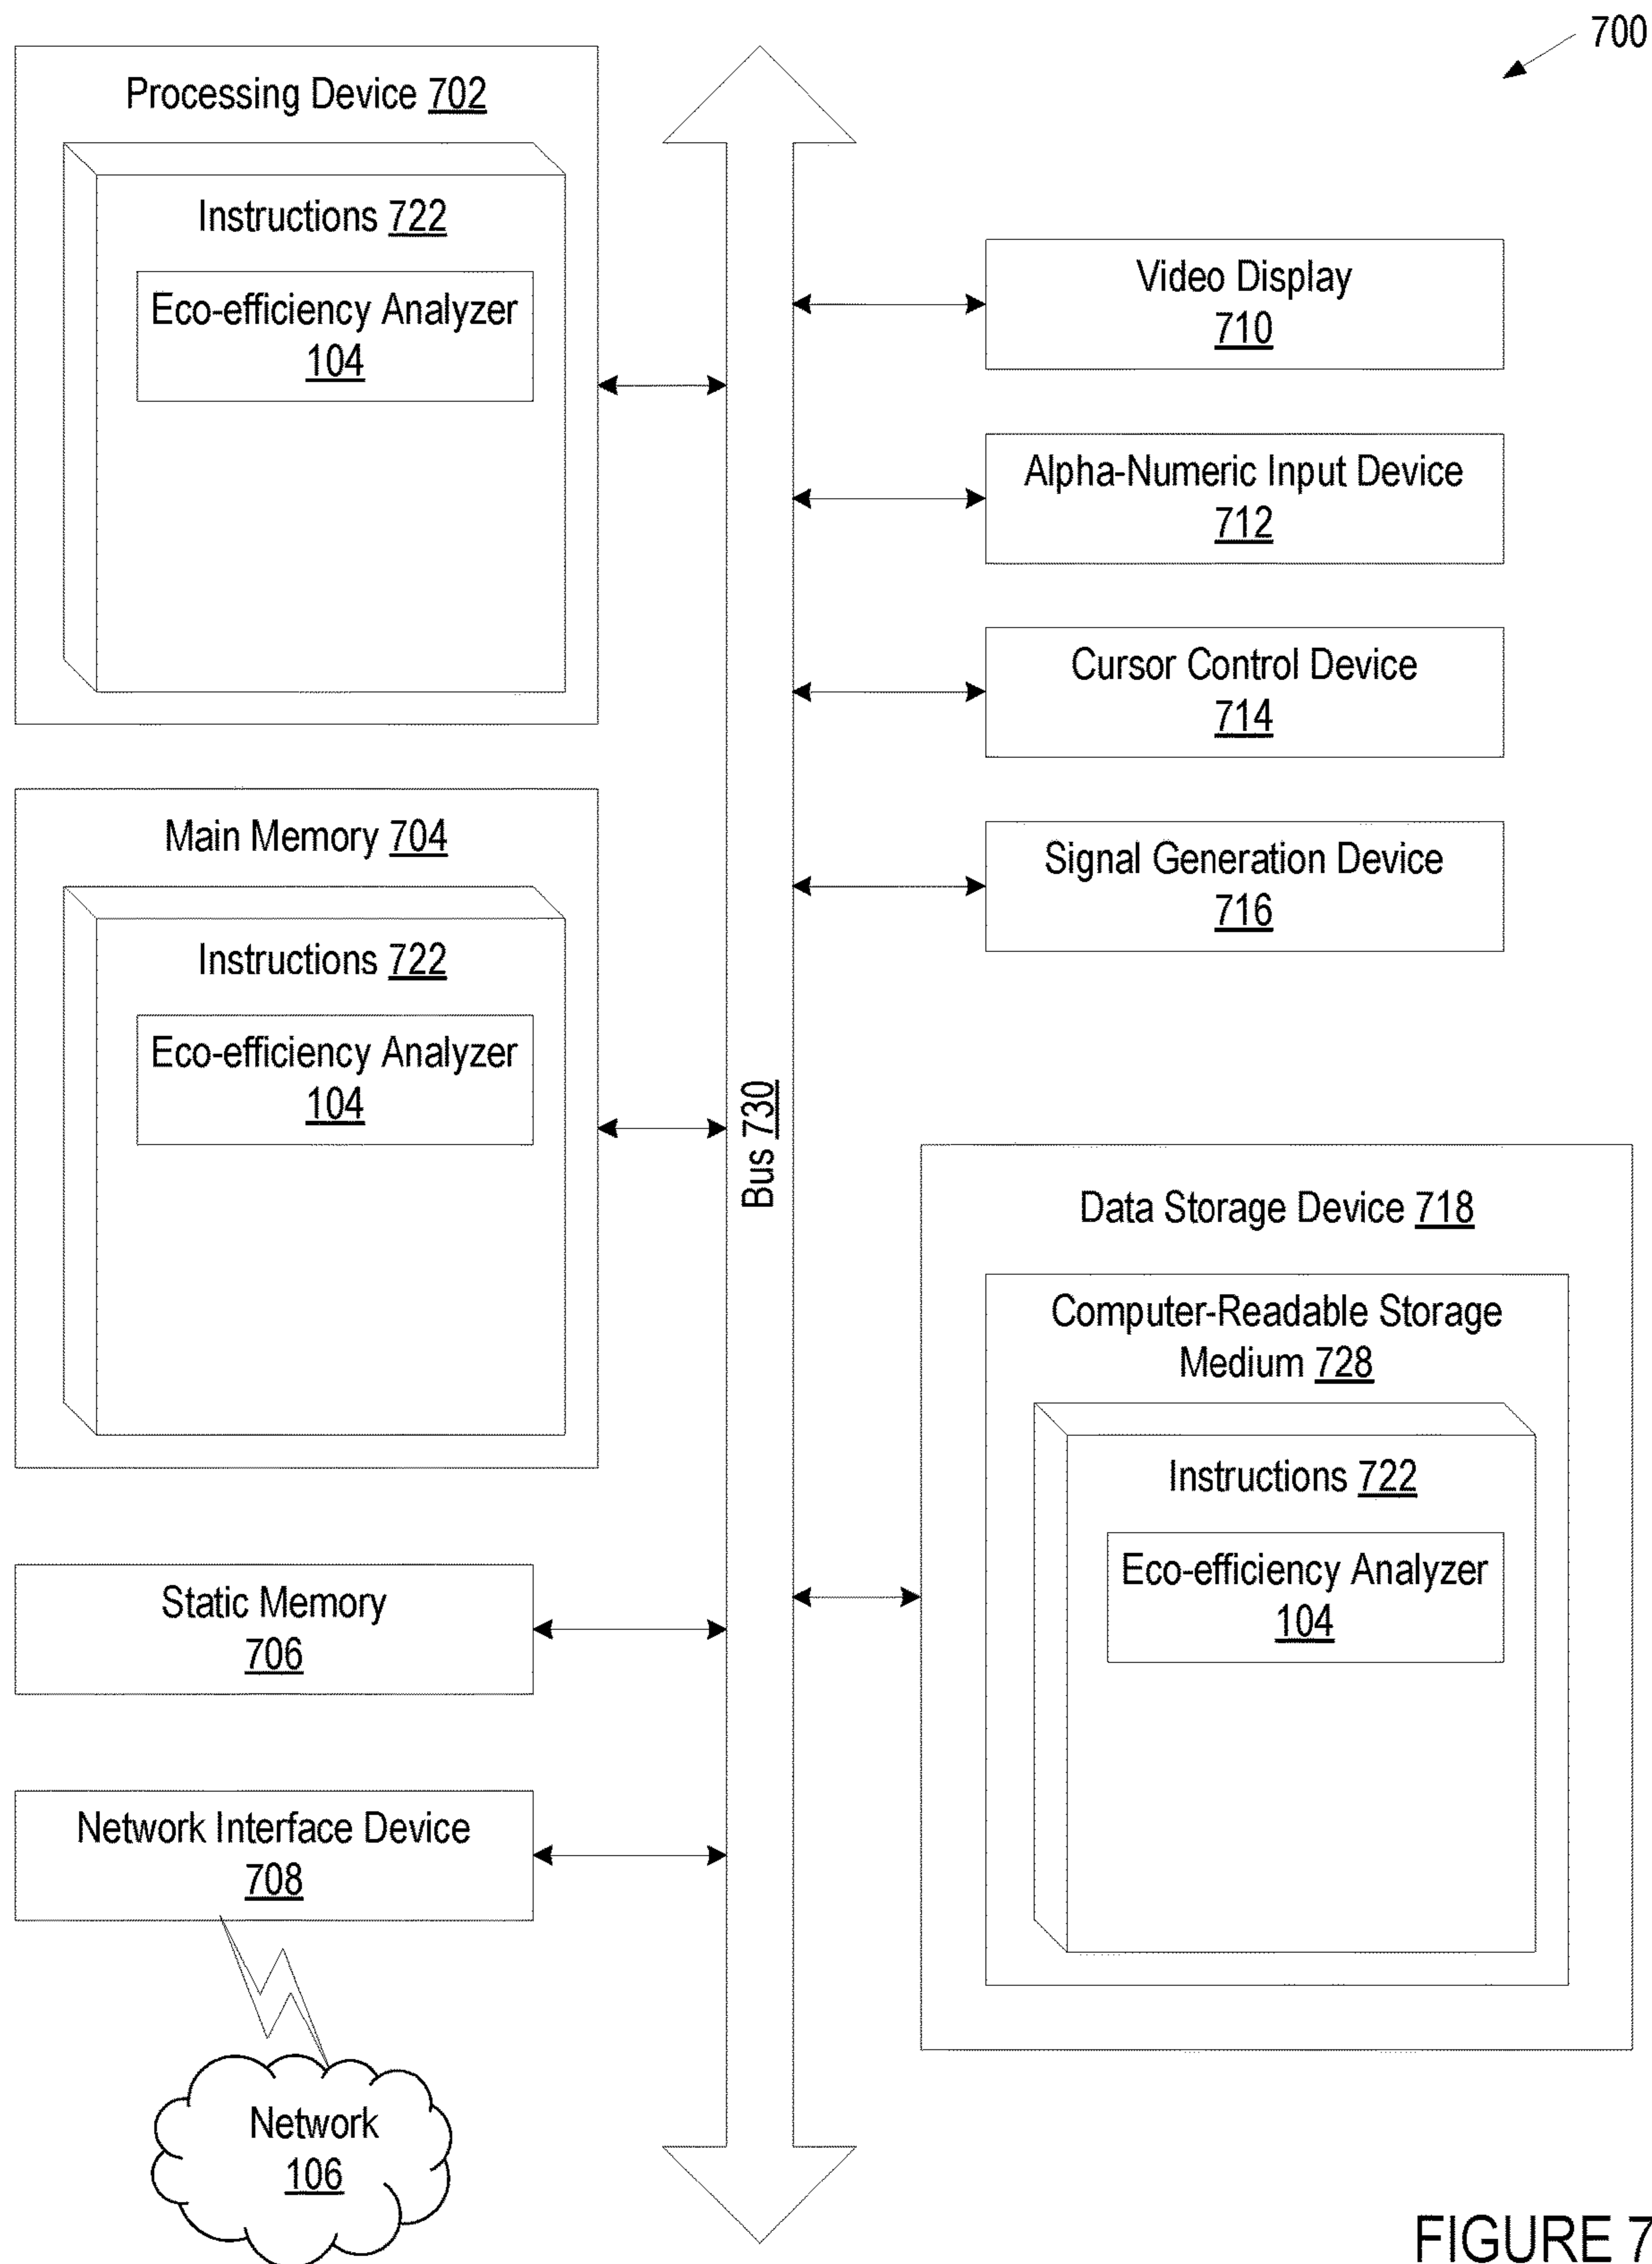 700
Processing Device 702
Instructions 722
Eco-efficiency Analyzer
104
Main Memory 704
Instructions 722
Eco-efficiency Analyzer
104
Static Memory
706
Network Interface Device
708
Network
106
Bus 730
Video Display
710
Alpha-Numeric Input Device
712
Cursor Control Device
714
Signal Generation Device
716
Data Storage Device 718
Computer-Readable Storage
Medium 728
Instructions 722
Eco-efficiency Analyzer
104
FIGURE 7